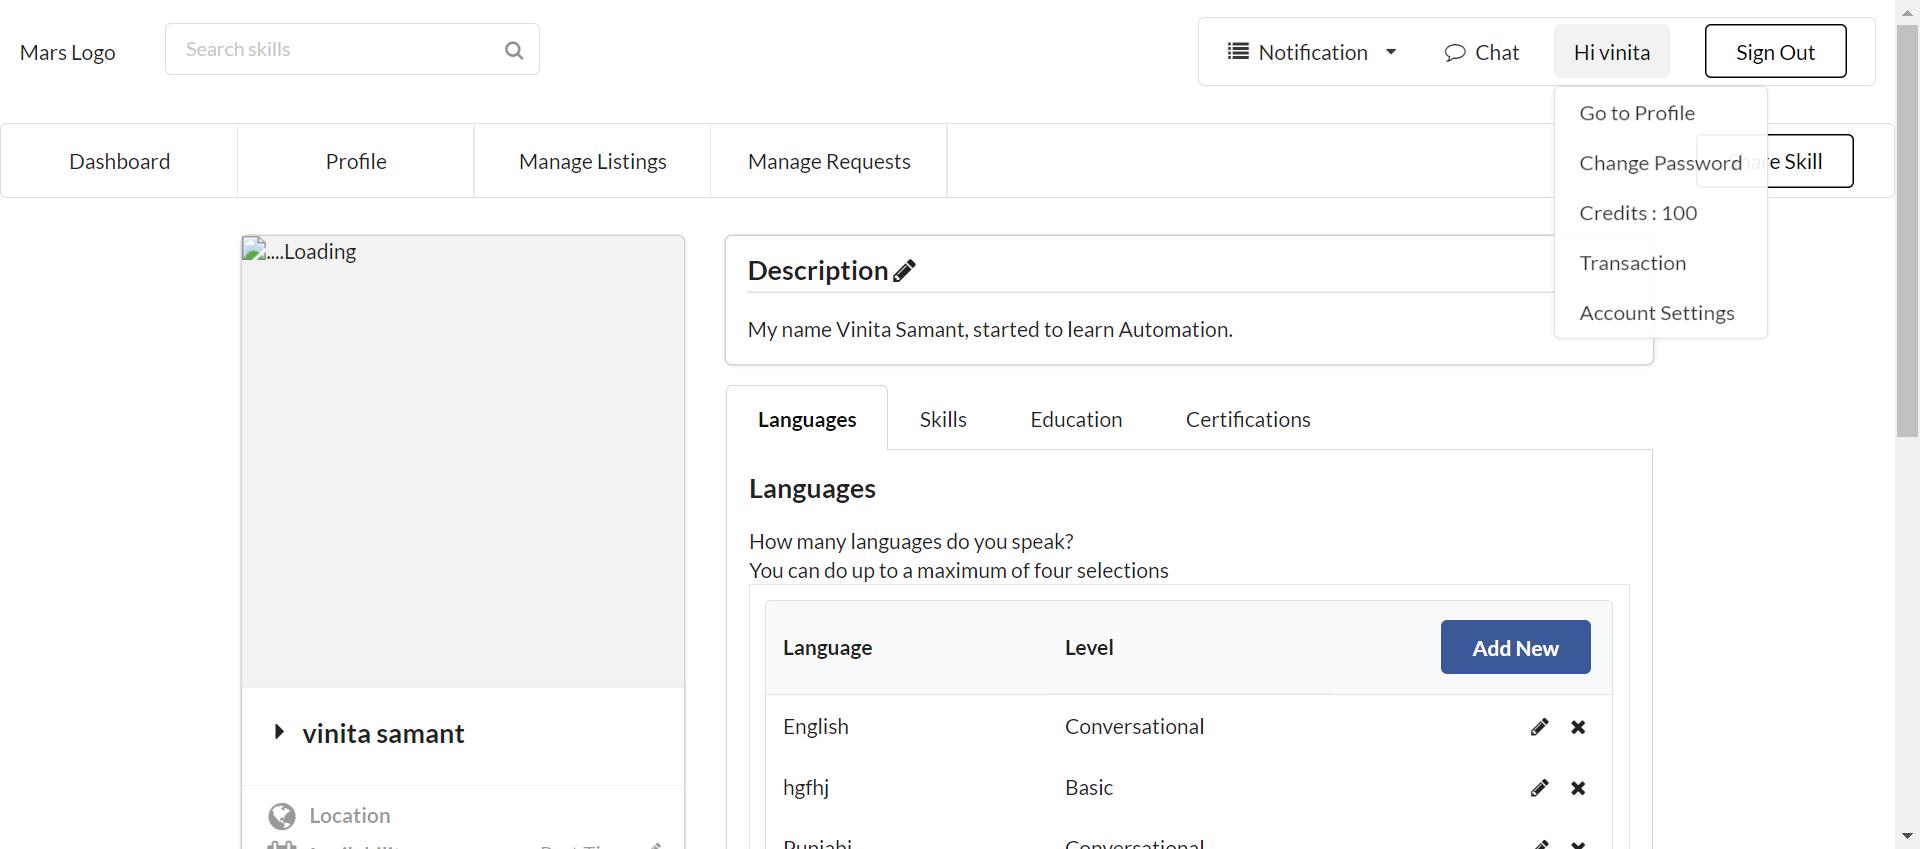 Mars Logo
Search skills
Notification
Chat
Hi vinita
Sign Out
Go to Profile
Change Password
Credits : 100
Transaction
Account Settings
Dashboard
Profile
Manage Listings
Manage Requests
Skill
....Loading
Description
My name Vinita Samant, started to learn Automation.
Languages
Skills
Education
Certifications
Languages
How many languages do you speak?
You can do up to a maximum of four selections
Language
Level
Add New
English
Conversational
hgfhj
Basic
Punjabi
Conversational
vinita samant
Location